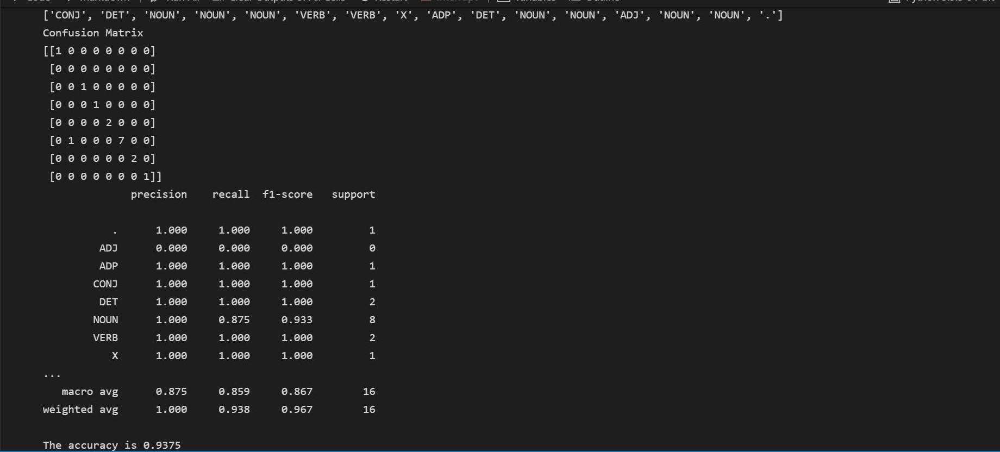 ['CONJ', 'DET', 'NOUN', 'NOUN', 'NOUN', 'VERB', 'VERB', 'X', 'ADP', 'DET', 'NOUN', 'NOUN', 'ADJ', 'NOUN', 'NOUN', '.']
Confusion Matrix
[[1 0 0 0 0 0 0 0]
[0 0 0 0 0 0 0 0]
[0 0 1 0 0 0 0 0]
[0 0 0 1 0 0 0 0]
[0 0 0 0 2 0 0 0]
[0 1 0 0 0 7 0 0]
[0 0 0 0 0 0 2 0]
[0 0 0 0 0 0 0 1]]
precision recall f1-score support
. 1.000 1.000 1.000 1
ADJ 0.000 0.000 0.000 0
ADP 1.000 1.000 1.000 1
CONJ 1.000 1.000 1.000 1
DET 1.000 1.000 1.000 2
NOUN 1.000 0.875 0.933 8
VERB 1.000 1.000 1.000 2
X 1.000 1.000 1.000 1
...
macro avg 0.875 0.859 0.867 16
weighted avg 1.000 0.938 0.967 16
The accuracy is 0.9375